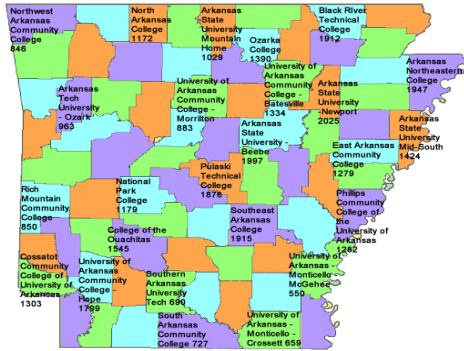 Northwest
Arkansas
Community
College
846
North
Arkansas
College
1172
Arkansas
State
University
Mountain
Home
1029
Ozarka
College
1390
Black River
Technical
College
1912
Arkansas
Northeastern
College
1947
Arkansas
Tech
University
- Ozark
963
University of
Arkansas
Community
College -
Morrilton
883
University of
Arkansas
Community
College -
Batesville
1334
Arkansas
State
University
- Newport
2025
Arkansas
State
University -
Beebe
1997
Arkansas
State
University
Mid-South
1424
East Arkansas
Community
College
1279
Pulaski
Technical
College
1878
Rich
Mountain
Community
College
850
National
Park
College
1179
Southeast
Arkansas
College
1915
Phillips
Community
College of
the
University of
Arkansas
1282
College of the
Ouachitas
1545
Cossatot
Community
College of
University of
Arkansas
1303
University of
Arkansas
Community
College
Hope
1799
Southern
Arkansas
University
Tech 690
University of
Arkansas -
Monticello
McGehee
550
South
Arkansas
Community
College 727
University of
Arkansas -
Monticello -
Crossett 659